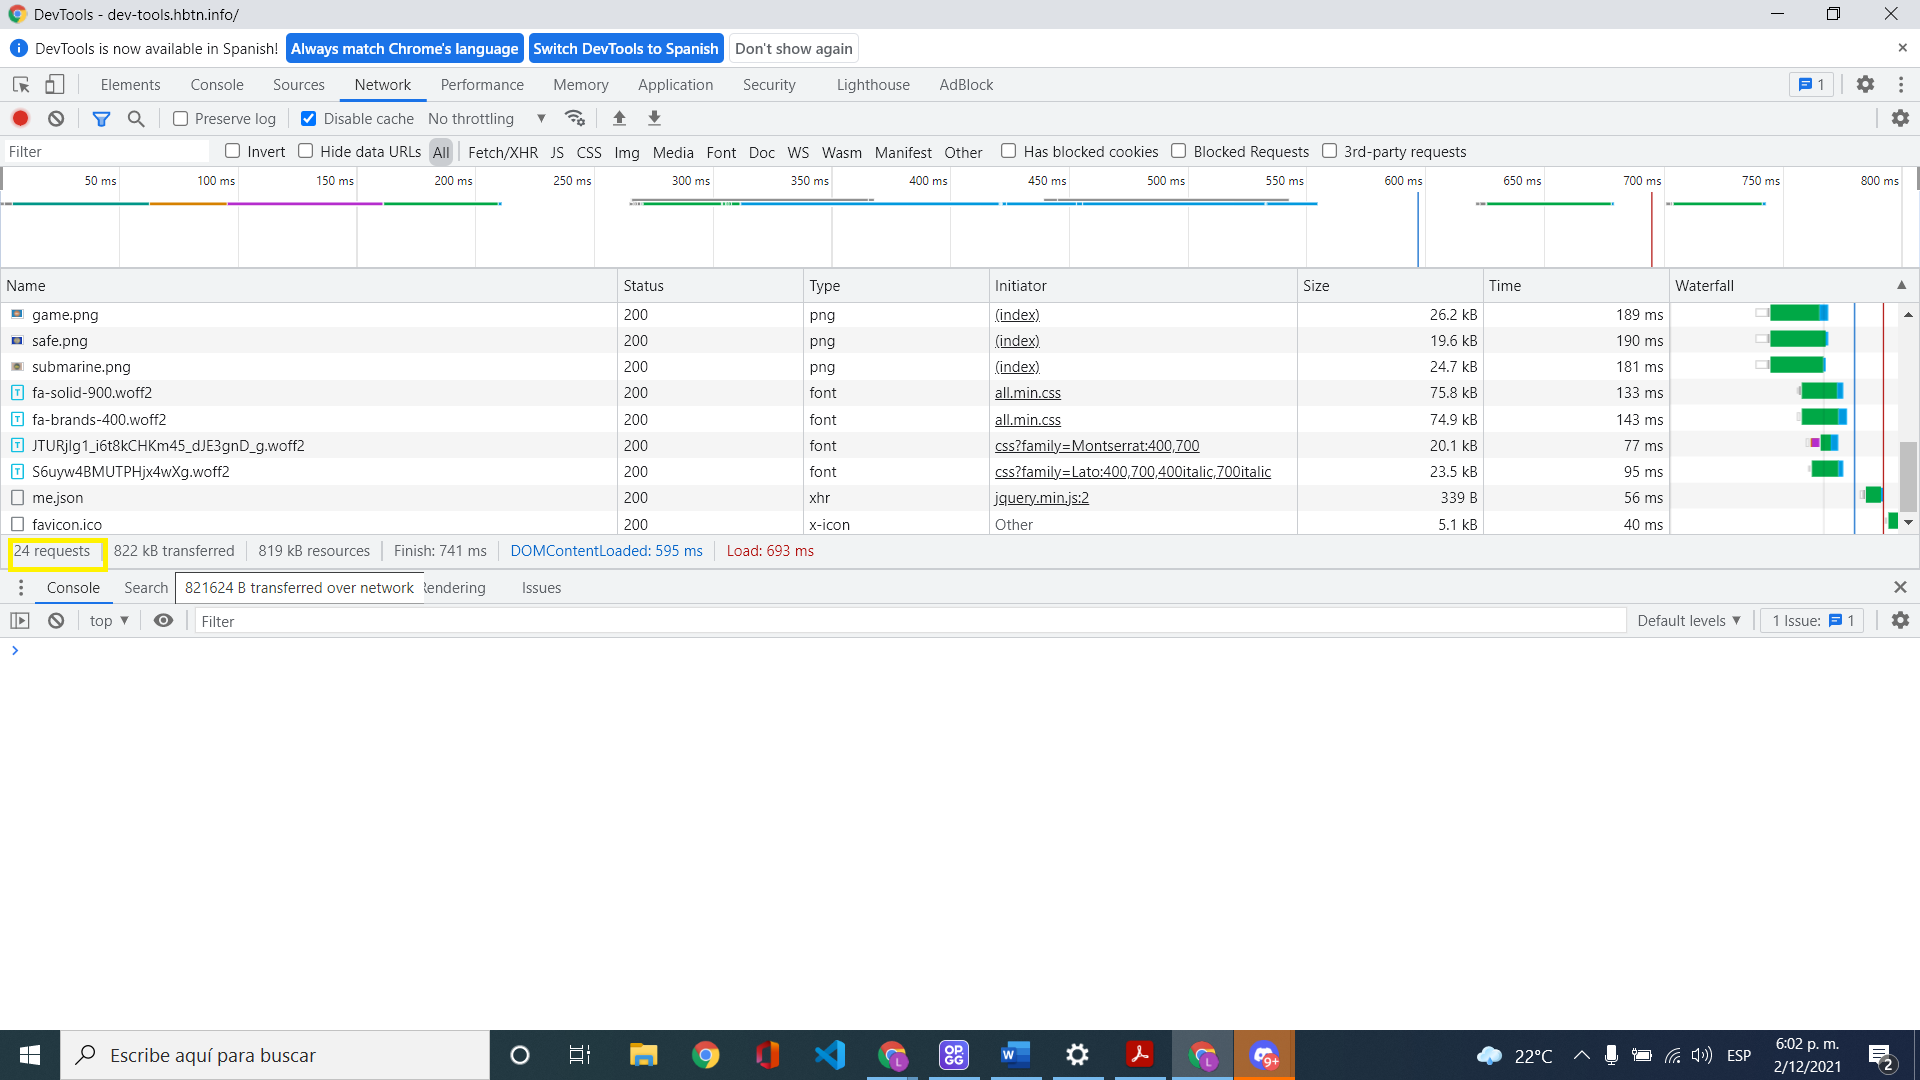 DevTools - dev-tools.hbtn.info/
DevTools is now available in Spanish! Always match Chrome's language Switch DevTools to Spanish Don't show again
Elements Console Sources Network Performance Memory Application Security Lighthouse AdBlock 1
Preserve log Disable cache No throttling
Filter Invert Hide data URLs All Fetch/XHR JS CSS Img Media Font Doc WS Wasm Manifest Other Has blocked cookies Blocked Requests 3rd-party requests
50 ms 100 ms 150 ms 200 ms 250 ms 300 ms 350 ms 400 ms 450 ms 500 ms 550 ms 600 ms 650 ms 700 ms 750 ms 800 ms
Name Status Type Initiator Size Time Waterfall
game.png 200 png (index) 26.2 kB 189 ms
safe.png 200 png (index) 19.6 kB 190 ms
submarine.png 200 png (index) 24.7 kB 181 ms
fa-solid-900.woff2 200 font all.min.css 75.8 kB 133 ms
fa-brands-400.woff2 200 font all.min.css 74.9 kB 143 ms
JTURjIg1_i6t8kCHKm45_dJE3gnD_g.woff2 200 font css?family=Montserrat:400,700 20.1 kB 77 ms
S6uyw4BMUTPHjx4wXg.woff2 200 font css?family=Lato:400,700,400italic,700italic 23.5 kB 95 ms
me.json 200 xhr jquery.min.js:2 339 B 56 ms
favicon.ico 200 x-icon Other 5.1 kB 40 ms
24 requests 822 kB transferred 819 kB resources Finish: 741 ms DOMContentLoaded: 595 ms Load: 693 ms
Console Search 821624 B transferred over network Rendering Issues
top Filter Default levels 1 Issue: 1
Escribe aquí para buscar OP.GG 9+ 22°C ESP 6:02 p. m.
2/12/2021 2